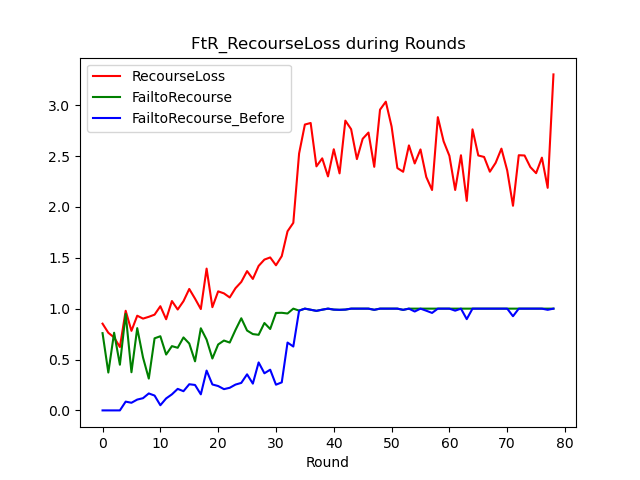 FtR_RecourseLoss during Rounds
RecourseLoss
FailtoRecourse
FailtoRecourse_Before
3.0
2.5
2.0
1.5
1.0
0.5
0.0
0 10 20 30 40 50 60 70 80
Round